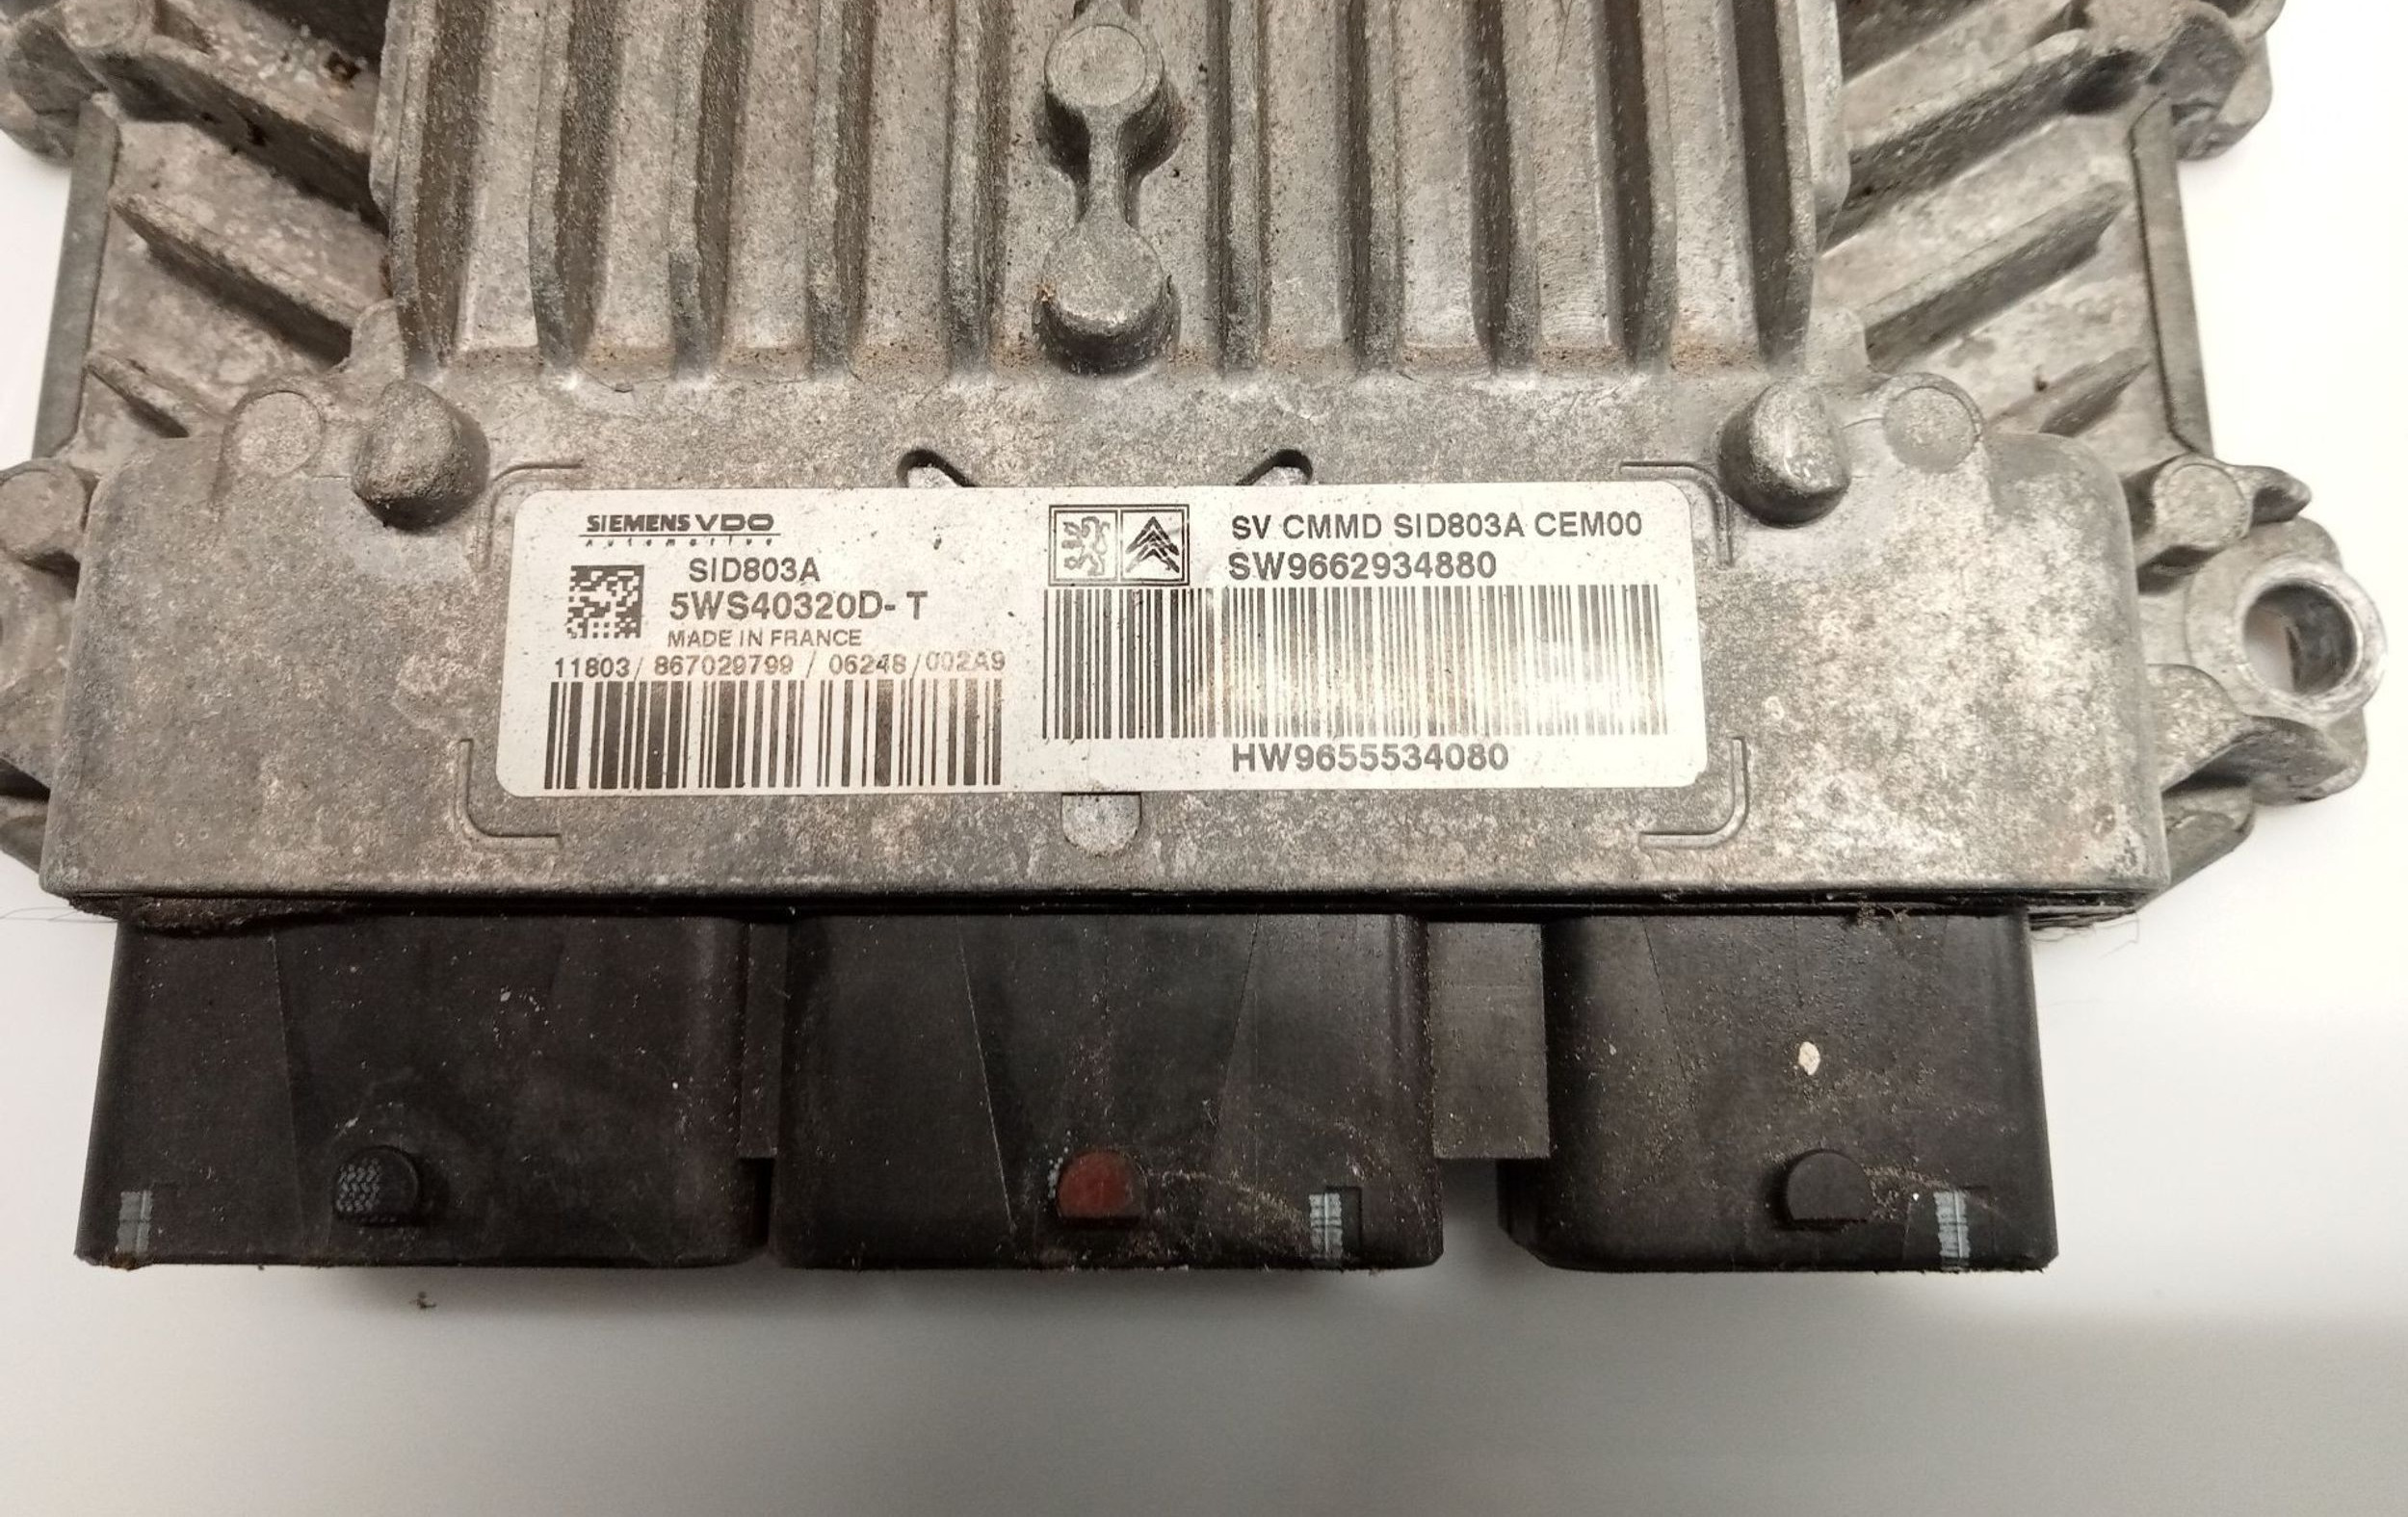 SIEMENS VDO
Automotive
SID803A
5WS40320D-T
MADE IN FRANCE
11803/ 867029799 / 06248/002A9
SV CMMD SID803A CEM00
SW9662934880
HW9655534080